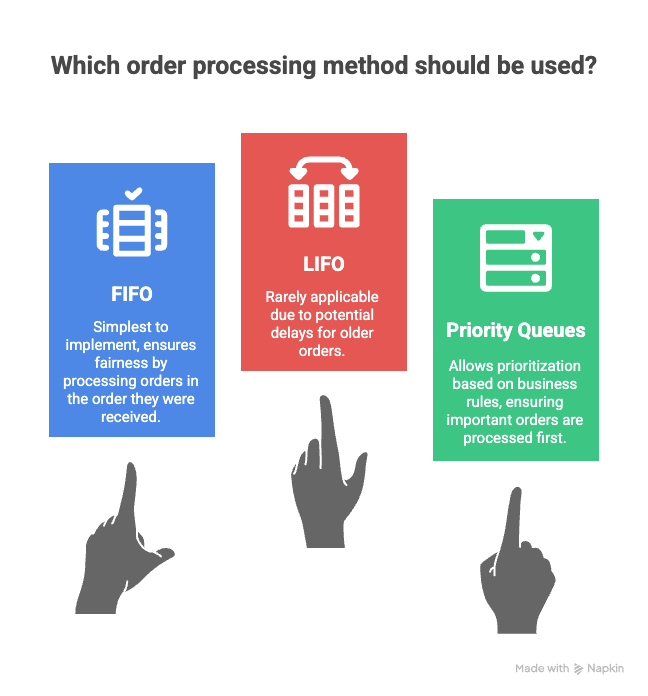 Which order processing method should be used?
FIFO
Simplest to
implement, ensures
fairness by
processing orders in
the order they were
received.
LIFO
Rarely applicable
due to potential
delays for older
orders.
Priority Queues
Allows prioritization
based on business
rules, ensuring
important orders are
processed first.
Made with Napkin